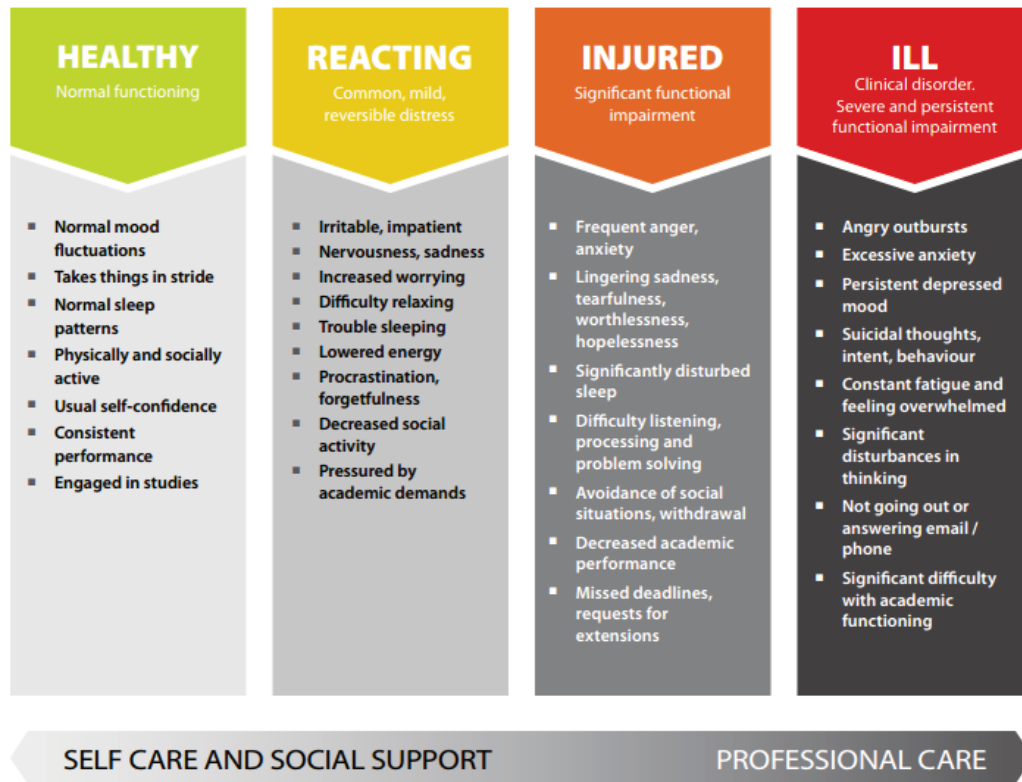 HEALTHY
Normal functioning
■ Normal mood
fluctuations
■ Takes things in stride
■ Normal sleep
patterns
■ Physically and socially
active
■ Usual self-confidence
■ Consistent
performance
■ Engaged in studies
REACTING
Common, mild,
reversible distress
■ Irritable, impatient
■ Nervousness, sadness
■ Increased worrying
■ Difficulty relaxing
■ Trouble sleeping
■ Lowered energy
■ Procrastination,
forgetfulness
■ Decreased social
activity
■ Pressured by
academic demands
INJURED
Significant functional
impairment
■ Frequent anger,
anxiety
■ Lingering sadness,
tearfulness,
worthlessness,
hopelessness
■ Significantly disturbed
sleep
■ Difficulty listening,
processing and
problem solving
■ Avoidance of social
situations, withdrawal
■ Decreased academic
performance
■ Missed deadlines,
requests for
extensions
ILL
Clinical disorder.
Severe and persistent
functional impairment
■ Angry outbursts
■ Excessive anxiety
■ Persistent depressed
mood
■ Suicidal thoughts,
intent, behaviour
■ Constant fatigue and
feeling overwhelmed
■ Significant
disturbances in
thinking
■ Not going out or
answering email /
phone
■ Significant difficulty
with academic
functioning
SELF CARE AND SOCIAL SUPPORT
PROFESSIONAL CARE